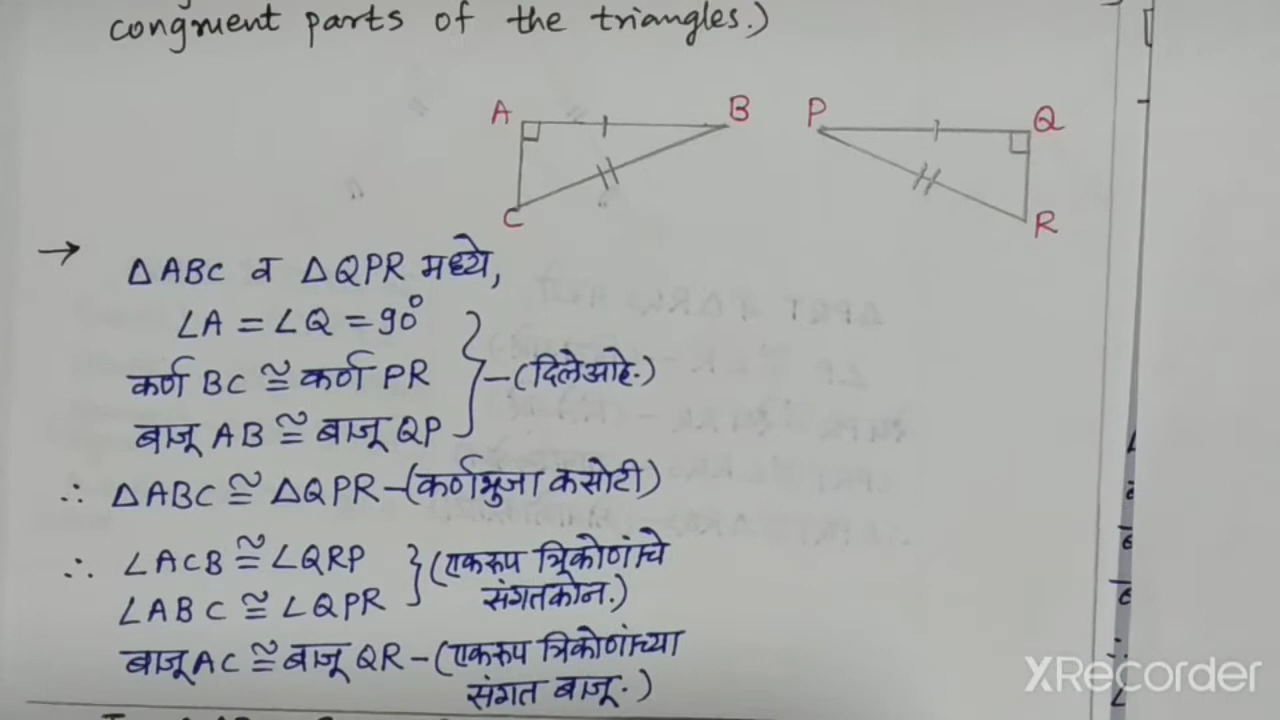 congruent parts of the triangles.)
A B P Q
C R
→ ΔABC व ΔQPR मध्ये,
∠A = ∠Q = 90°
कर्ण BC ≅ कर्ण PR } – (दिलेआहे.)
बाजू AB ≅ बाजू QP
∴ ΔABC ≅ ΔQPR – (कर्णभुजा कसोटी)
∴ ∠ACB ≅ ∠QRP } (एकरूप त्रिकोणांचे
∠ABC ≅ ∠QPR संगतकोन.)
बाजू AC ≅ बाजू QR – (एकरूप त्रिकोणांच्या
संगत बाजू.)
XRecorder